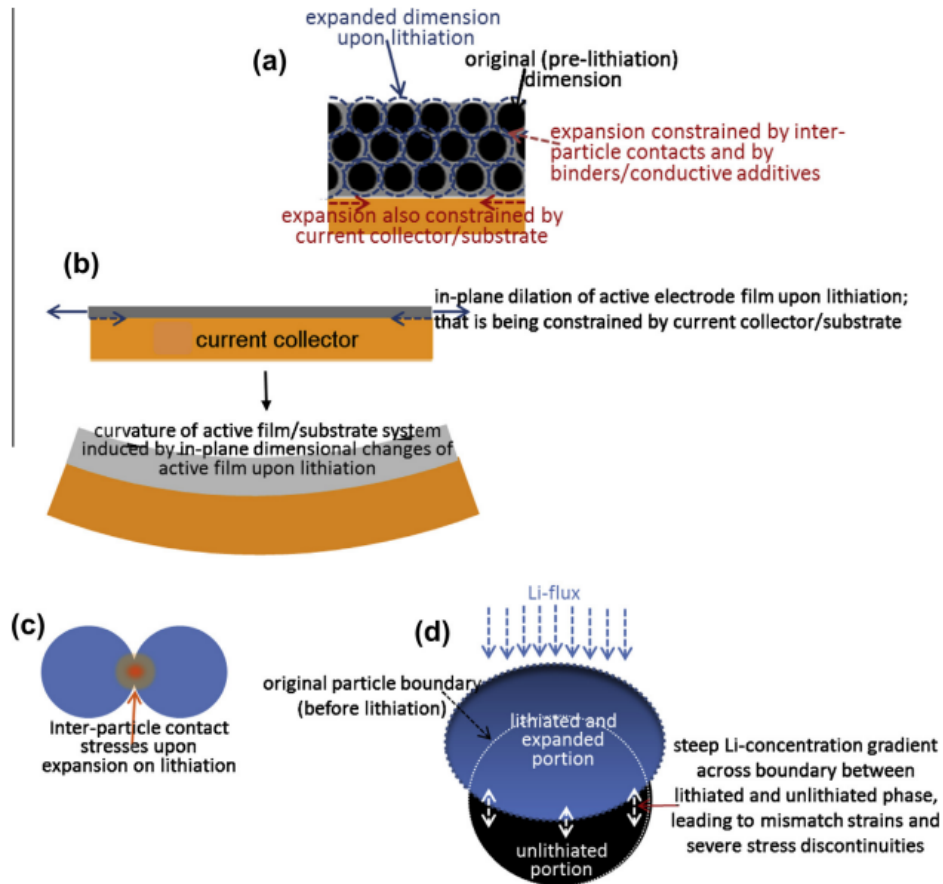 (a)
expanded dimension
upon lithiation
original (pre-lithiation)
dimension
expansion constrained by inter-
particle contacts and by
binders/conductive additives
expansion also constrained by
current collector/substrate
(b)
in-plane dilation of active electrode film upon lithiation;
that is being constrained by current collector/substrate
current collector
curvature of active film/substrate system
induced by in-plane dimensional changes of
active film upon lithiation
(c)
Inter-particle contact
stresses upon
expansion on lithiation
(d)
Li-flux
original particle boundary
(before lithiation)
lithiated and
expanded
portion
steep Li-concentration gradient
across boundary between
lithiated and unlithiated phase,
leading to mismatch strains and
severe stress discontinuities
unlithiated
portion